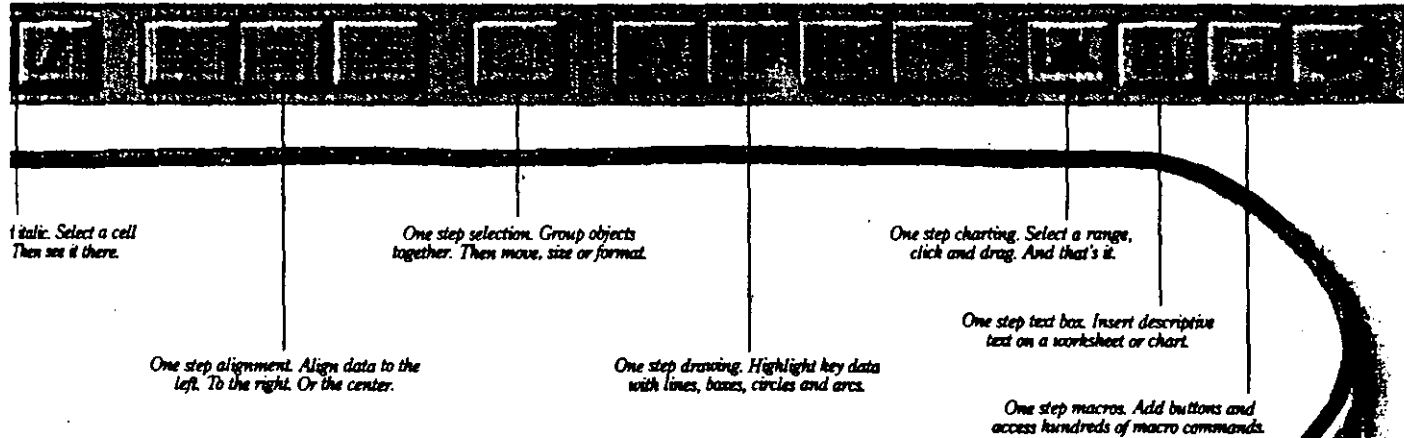 italic. Select a cell
Then see it there.
One step selection. Group objects
together. Then move, size or format.
One step charting. Select a range,
click and drag. And that's it.
One step text box. Insert descriptive
text on a worksheet or chart.
One step alignment. Align data to the
left. To the right. Or the center.
One step drawing. Highlight key data
with lines, boxes, circles and arcs.
One step macros. Add buttons and
access hundreds of macro commands.